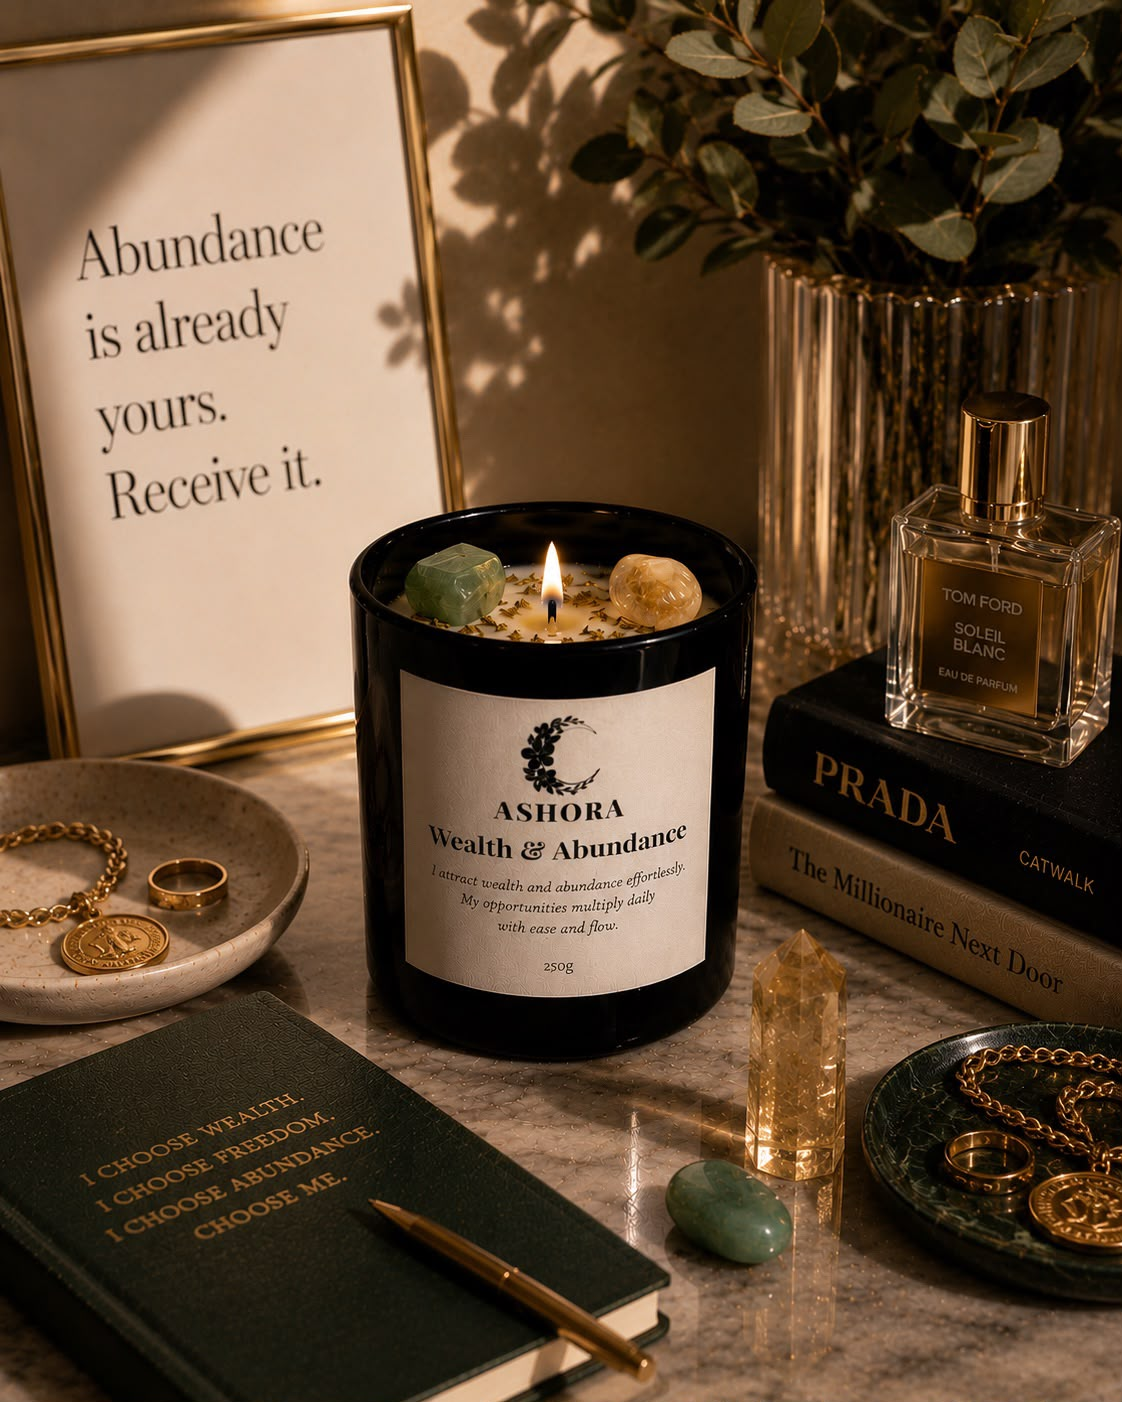 Abundance
is already
yours.
Receive it.
TOM FORD
SOLEIL
BLANC
EAU DE PARFUM
PRADA
CATWALK
The Millionaire Next Door
ASHORA
Wealth & Abundance
I attract wealth and abundance effortlessly.
My opportunities multiply daily
with ease and flow.
250g
I CHOOSE WEALTH.
I CHOOSE FREEDOM.
I CHOOSE ABUNDANCE.
CHOOSE ME.